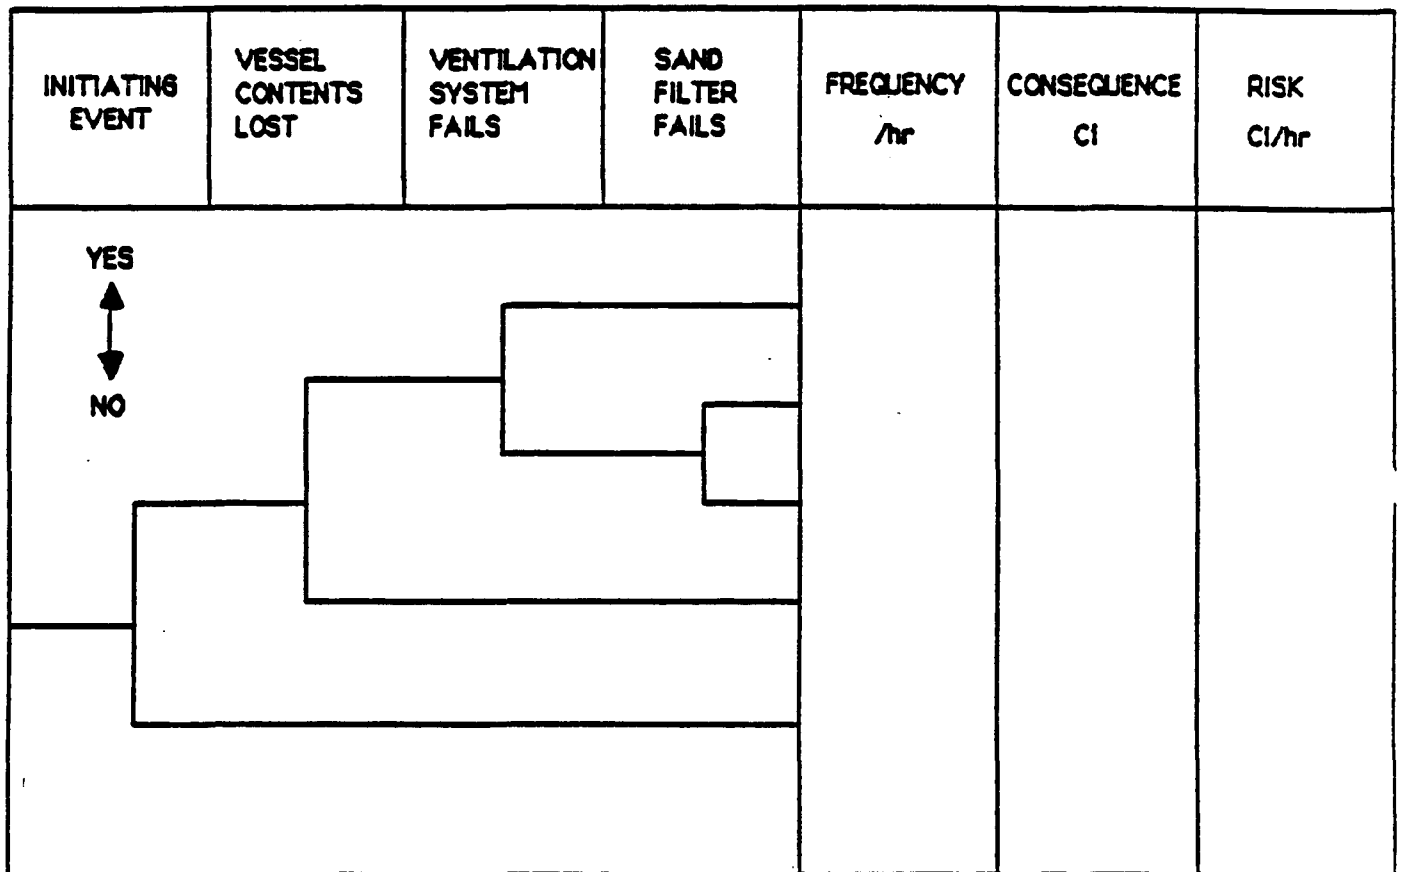 INITIATING
EVENT
VESSEL
CONTENTS
LOST
VENTILATION
SYSTEM
FAILS
SAND
FILTER
FAILS
FREQUENCY
/hr
CONSEQUENCE
Ci
RISK
Ci/hr
YES
NO